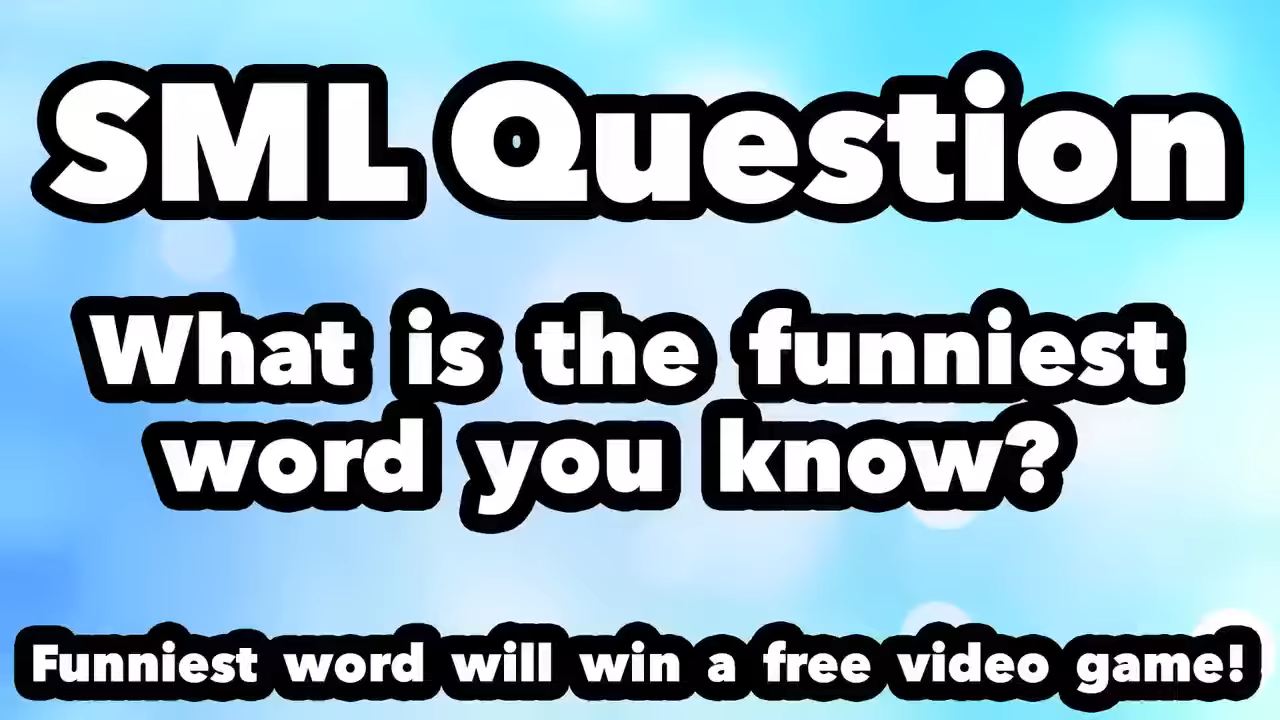 SML Question
What is the funniest
word you know?
Funniest word will win a free video game!